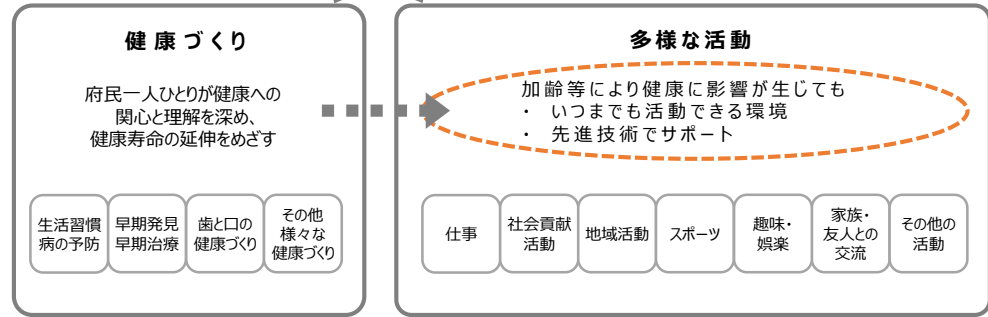 健康づくり
府民一人ひとりが健康への
関心と理解を深め、
健康寿命の延伸をめざす
生活習慣
病の予防
早期発見
早期治療
歯と口の
健康づくり
その他
様々な
健康づくり
多様な活動
加齢等により健康に影響が生じても
・ いつまでも活動できる環境
・ 先進技術でサポート
仕事
社会貢献
活動
地域活動
スポーツ
趣味・
娯楽
家族・
友人との
交流
その他の
活動